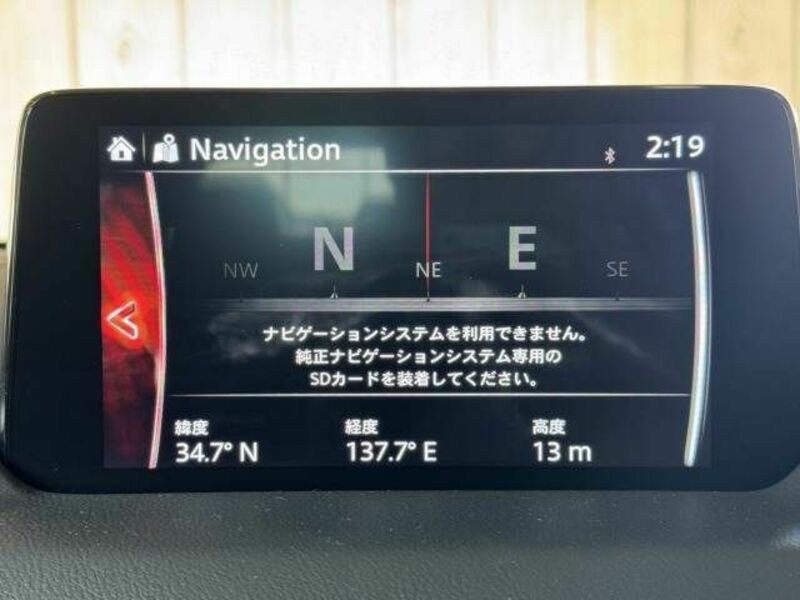 Navigation
2:19
NW N NE E SE
ナビゲーションシステムを利用できません。
純正ナビゲーションシステム専用の
SDカードを装着してください。
緯度 経度 高度
34.7° N 137.7° E 13 m